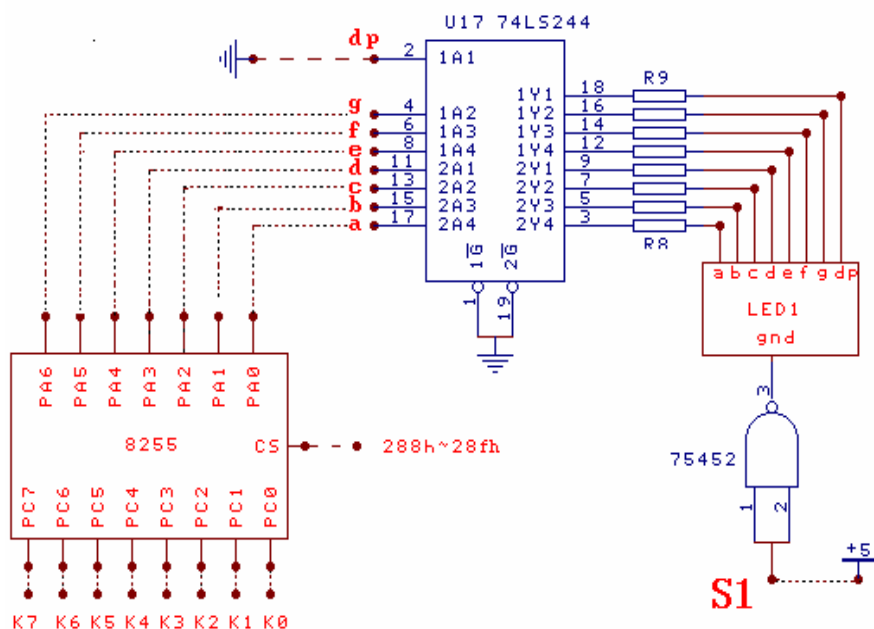 U17 74LS244
dp 2 1A1
g 4 1A2 1Y1 18 R9
f 6 1A3 1Y2 16
e 8 1A4 1Y3 14
d 11 2A1 1Y4 12
c 13 2A2 2Y1 9
b 15 2A3 2Y2 7
a 17 2A4 2Y3 5
2Y4 3 R8
1G 2G
1 19
a b c d e f g dp
LED1
gnd
PA6 PA5 PA4 PA3 PA2 PA1 PA0
8255 CS 288h~28fh
PC7 PC6 PC5 PC4 PC3 PC2 PC1 PC0
K7 K6 K5 K4 K3 K2 K1 K0
3
75452
1 2
+5
S1